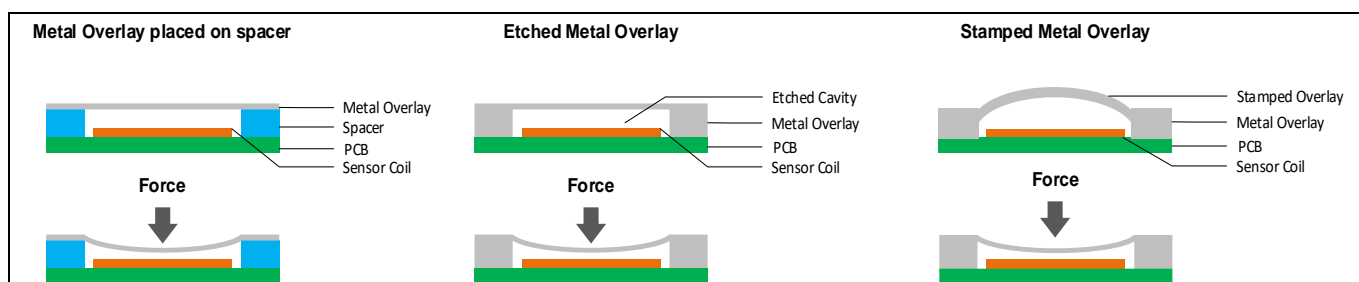 Metal Overlay placed on spacer
Etched Metal Overlay
Stamped Metal Overlay
Metal Overlay
Spacer
PCB
Sensor Coil
Etched Cavity
Metal Overlay
PCB
Sensor Coil
Stamped Overlay
Metal Overlay
PCB
Sensor Coil
Force
Force
Force